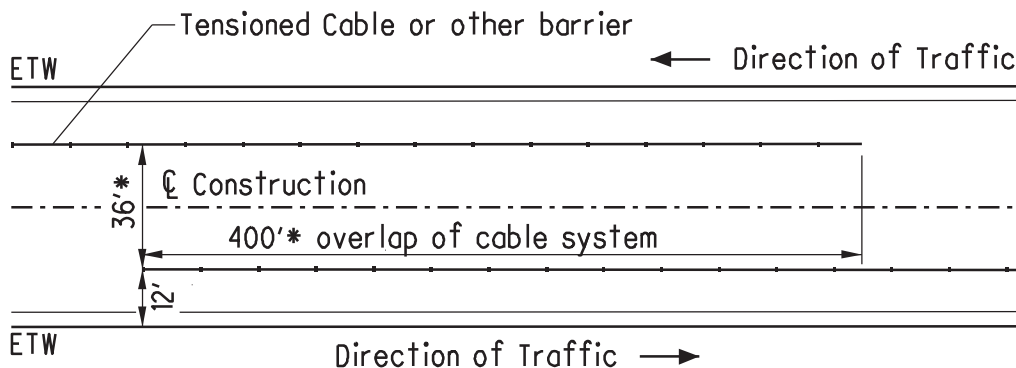 Tensioned Cable or other barrier
Direction of Traffic
ETW
36'*
℄ Construction
400'* overlap of cable system
12'
ETW
Direction of Traffic